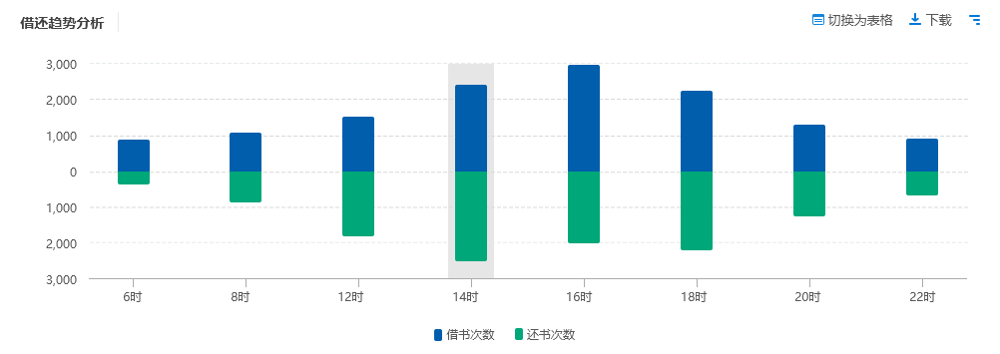 借还趋势分析
切换为表格 下载
3,000
2,000
1,000
0
1,000
2,000
3,000
6时 8时 12时 14时 16时 18时 20时 22时
借书次数 还书次数